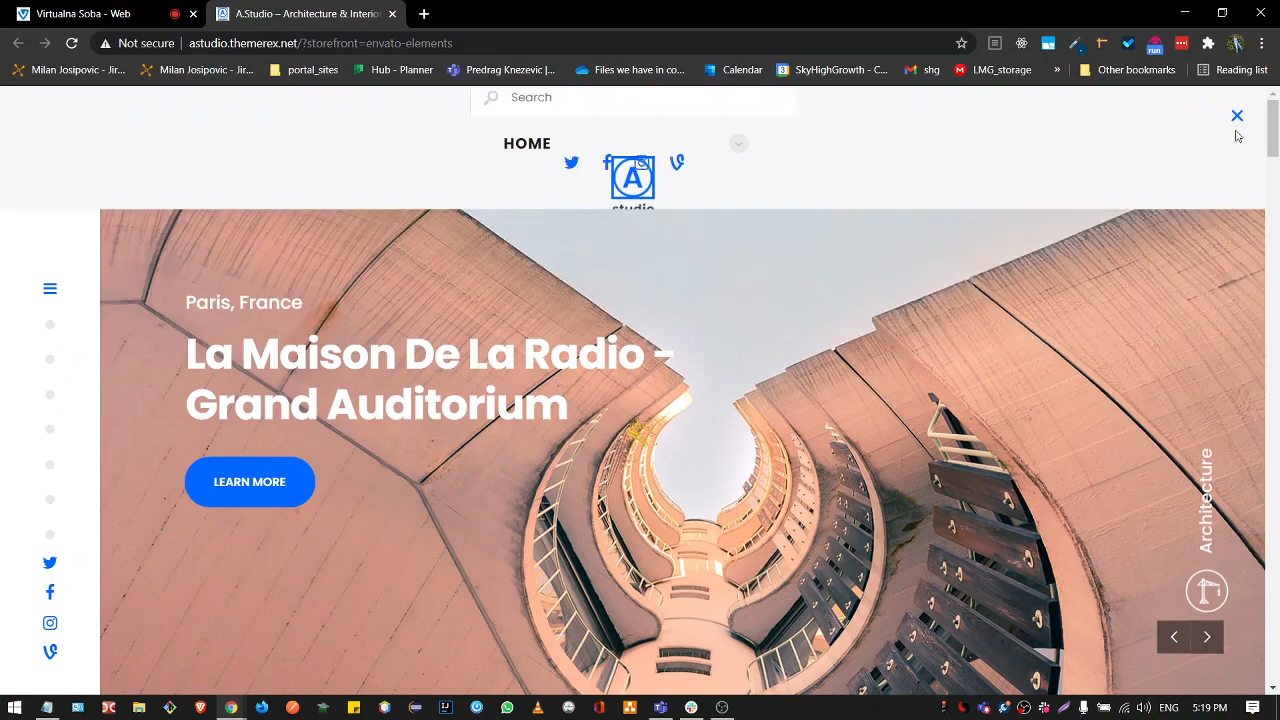 Virtualna Soba - Web
A.Studio – Architecture & Interior
Not secure | astudio.themerex.net/?storefront=envato-elements
run
Milan Josipovic - Jir...
Milan Josipovic - Jir...
portal_sites
Hub - Planner
Predrag Knezevic |...
Files we have in co...
Calendar
SkyHighGrowth - C...
shg
LMG_storage
»
Other bookmarks
Reading list
Search
HOME
A
studio
Paris, France
La Maison De La Radio -
Grand Auditorium
LEARN MORE
Architecture
ENG
5:19 PM